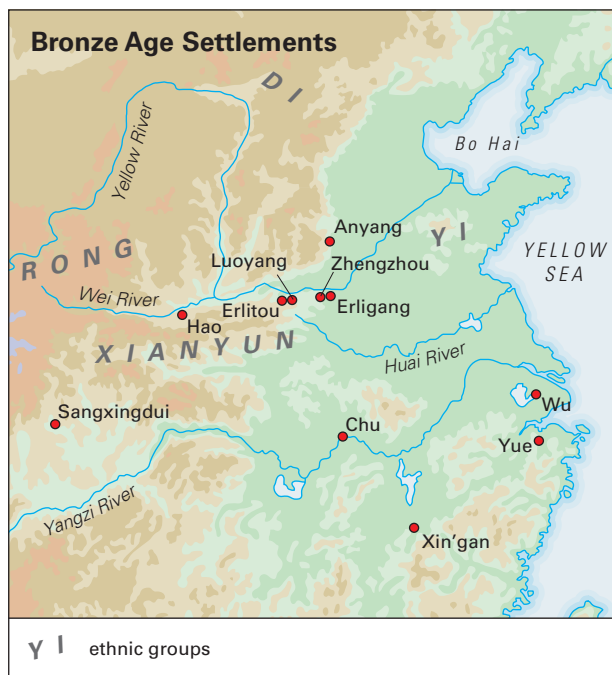 Bronze Age Settlements
DI
Yellow River
Bo Hai
Anyang
YI
RONG
Luoyang
Zhengzhou
YELLOW
SEA
Wei River
Erlitou
Erligang
Hao
XIANYUN
Huai River
Sangxingdui
Chu
Wu
Yue
Yangzi River
Xin'gan
YI ethnic groups